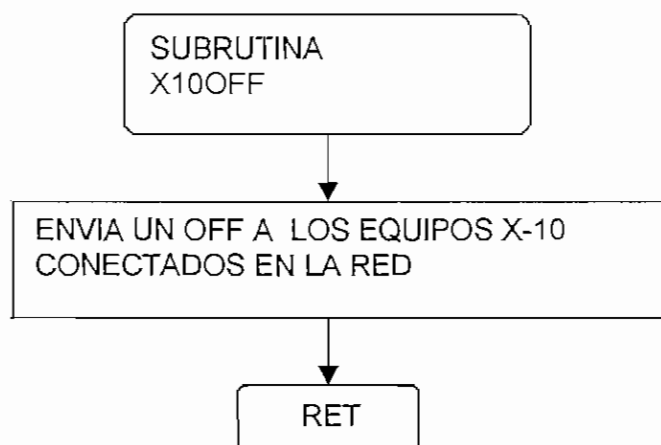 SUBRUTINA
X10OFF
ENVIA UN OFF A LOS EQUIPOS X-10
CONECTADOS EN LA RED
RET